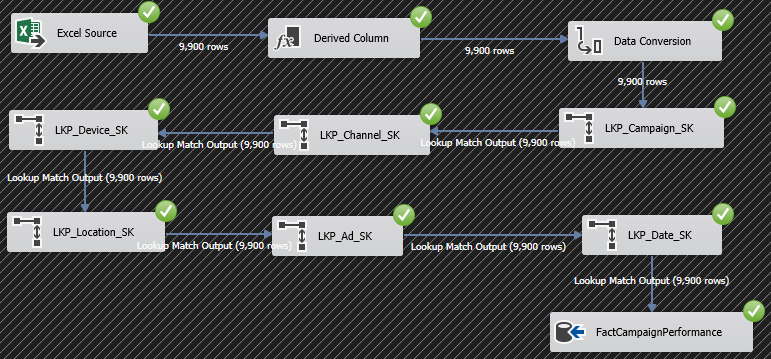 Excel Source
9,900 rows
Derived Column
9,900 rows
Data Conversion
9,900 rows
LKP_Campaign_SK
Lookup Match Output (9,900 rows)
LKP_Channel_SK
Lookup Match Output (9,900 rows)
LKP_Device_SK
Lookup Match Output (9,900 rows)
LKP_Location_SK
Lookup Match Output (9,900 rows)
LKP_Ad_SK
Lookup Match Output (9,900 rows)
LKP_Date_SK
Lookup Match Output (9,900 rows)
FactCampaignPerformance